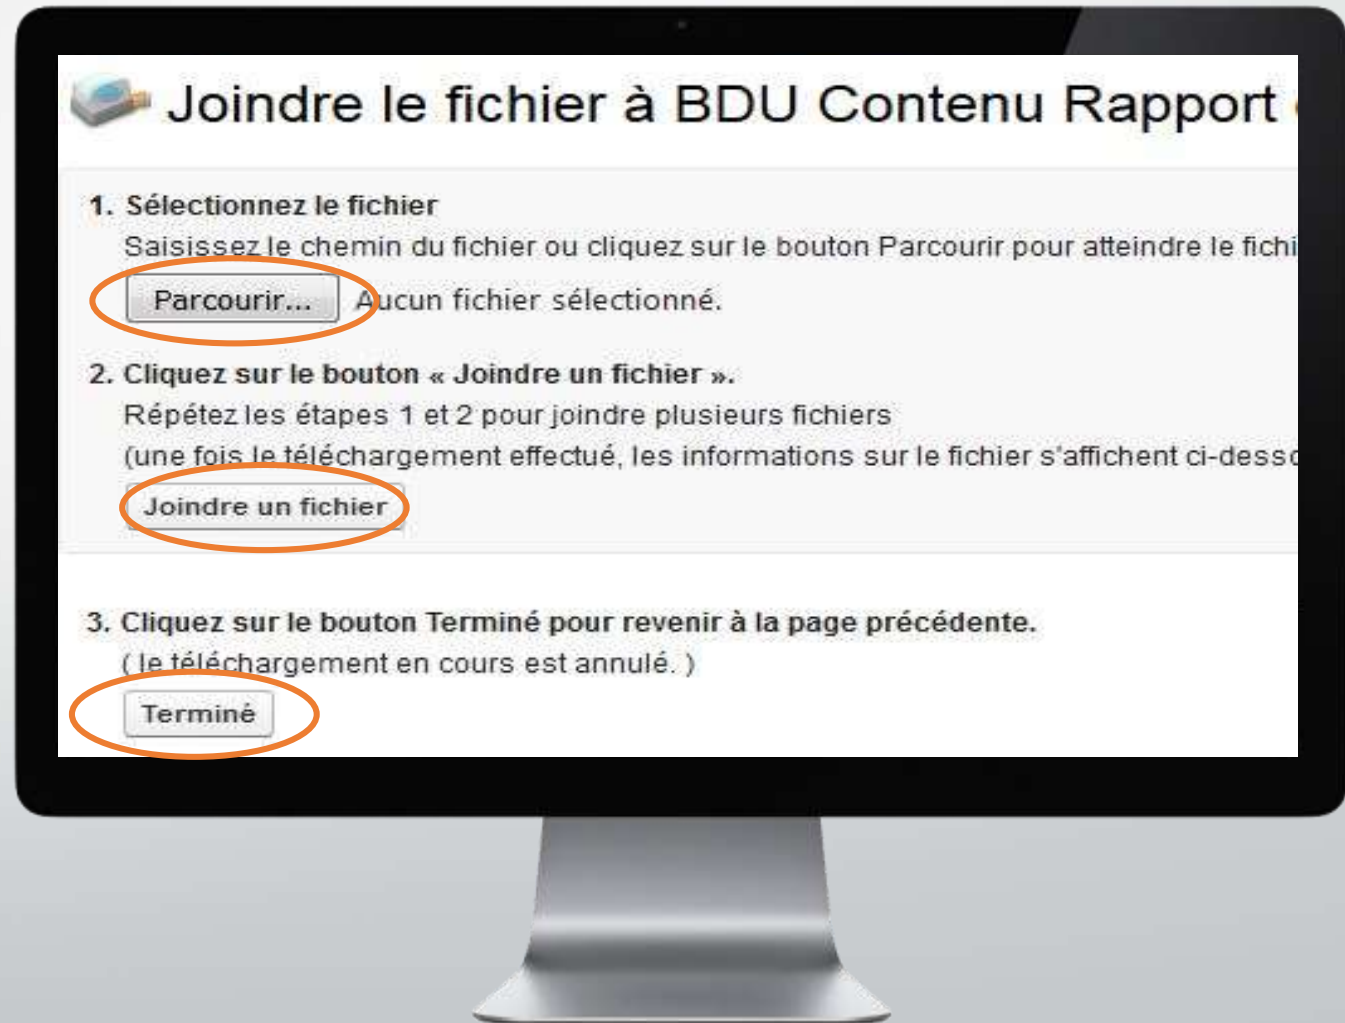 Joindre le fichier à BDU Contenu Rapport
1. Sélectionnez le fichier
Saisissez le chemin du fichier ou cliquez sur le bouton Parcourir pour atteindre le fichi
Parcourir... Aucun fichier sélectionné.
2. Cliquez sur le bouton « Joindre un fichier ».
Répétez les étapes 1 et 2 pour joindre plusieurs fichiers
(une fois le téléchargement effectué, les informations sur le fichier s'affichent ci-desso
Joindre un fichier
3. Cliquez sur le bouton Terminé pour revenir à la page précédente.
( le téléchargement en cours est annulé. )
Terminé